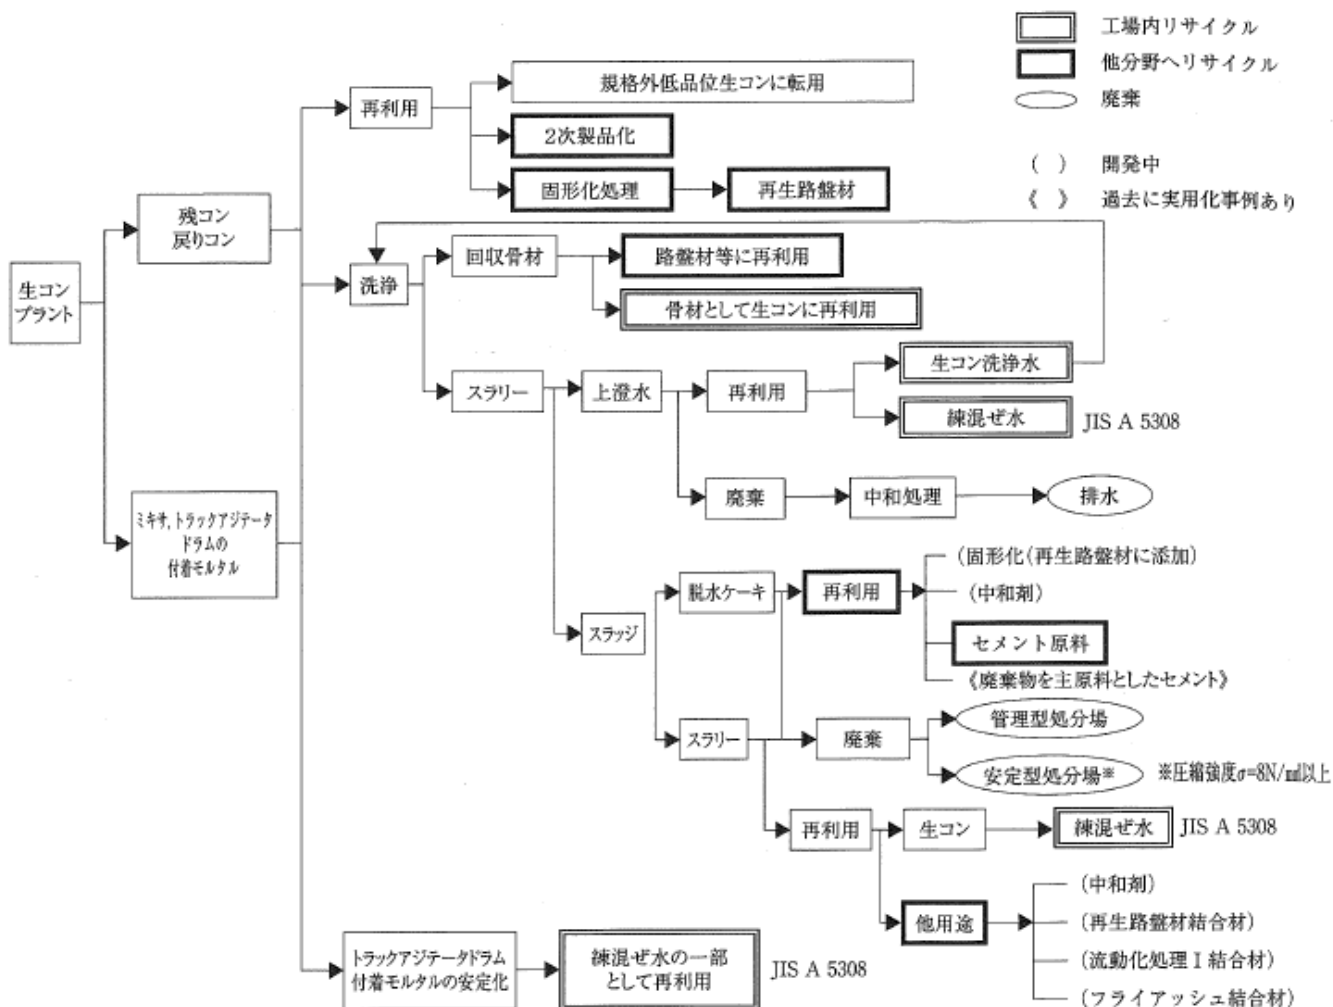 工場内リサイクル
他分野へリサイクル
廃棄
( ) 開発中
《 》 過去に実用化事例あり
生コン
プラント
残コン
戻りコン
再利用
規格外低品位生コンに転用
2次製品化
固形化処理
再生路盤材
洗浄
回収骨材
路盤材等に再利用
骨材として生コンに再利用
スラリー
上澄水
再利用
生コン洗浄水
練混ぜ水
JIS A 5308
廃棄
中和処理
排水
ミキサ,トラックアジテータ
ドラムの
付着モルタル
スラッジ
脱水ケーキ
再利用
(固形化(再生路盤材に添加)
(中和剤)
セメント原料
《廃棄物を主原料としたセメント》
スラリー
廃棄
管理型処分場
安定型処分場※
※圧縮強度σ=8N/㎟以上
再利用
生コン
練混ぜ水
JIS A 5308
他用途
(中和剤)
(再生路盤材結合材)
(流動化処理I結合材)
(フライアッシュ結合材)
トラックアジテータドラム
付着モルタルの安定化
練混ぜ水の一部
として再利用
JIS A 5308